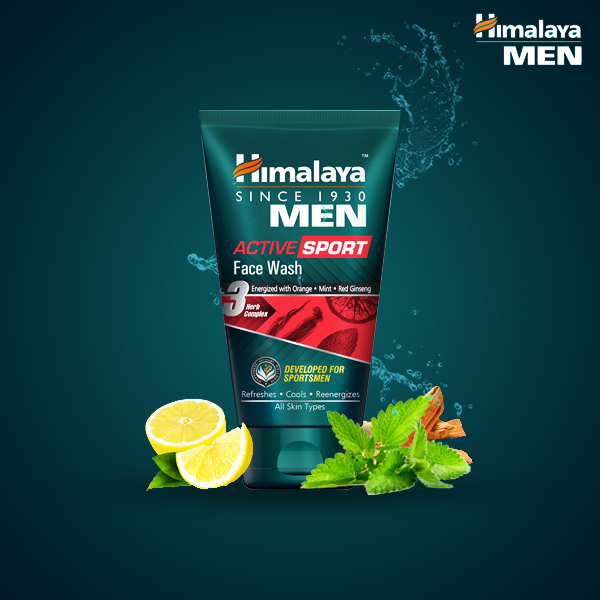 Himalaya
MEN
Himalaya™
SINCE 1930
MEN
ACTIVE SPORT
Face Wash
3 Herb
Complex
Energized with Orange • Mint • Red Ginseng
DEVELOPED FOR
SPORTSMEN
Refreshes • Cools • Reenergizes
All Skin Types